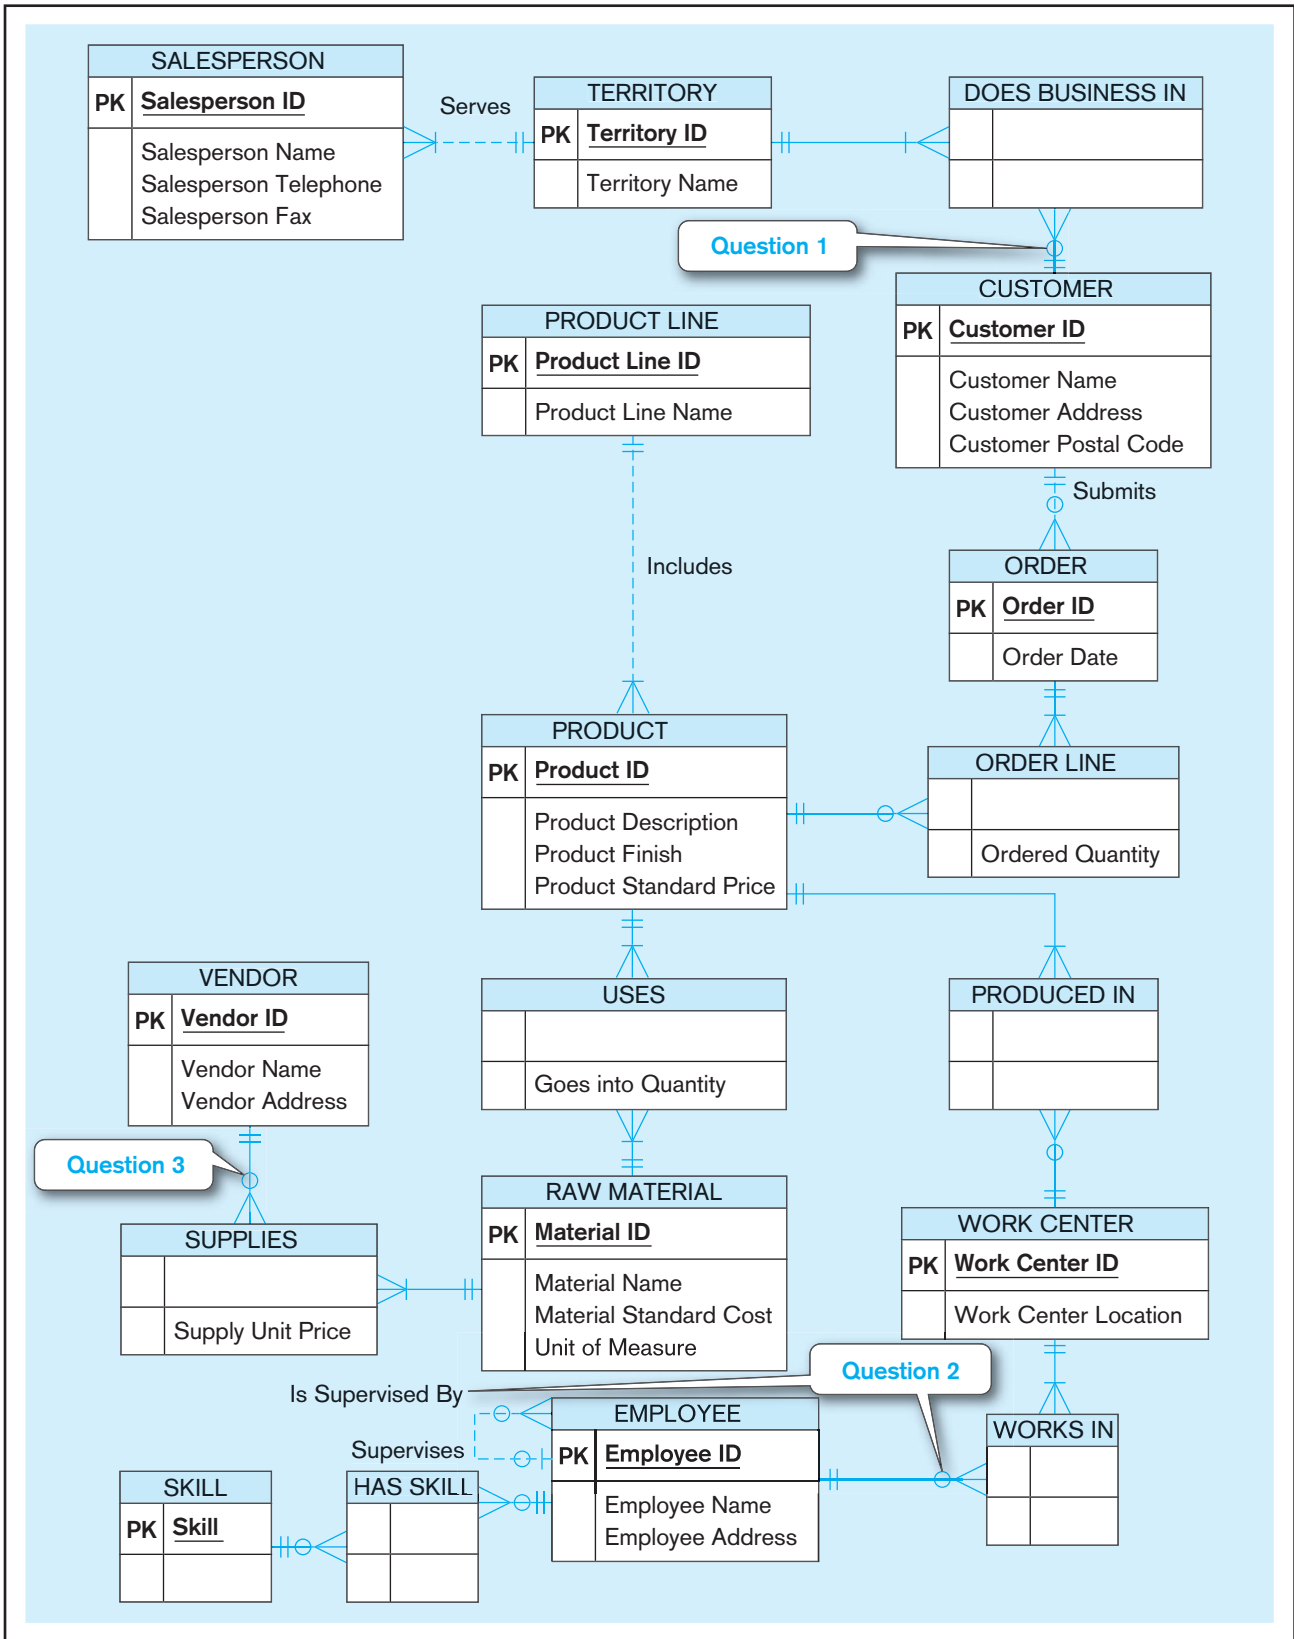 SALESPERSON
PK Salesperson ID
Salesperson Name
Salesperson Telephone
Salesperson Fax
Serves
TERRITORY
PK Territory ID
Territory Name
DOES BUSINESS IN
Question 1
CUSTOMER
PK Customer ID
Customer Name
Customer Address
Customer Postal Code
PRODUCT LINE
PK Product Line ID
Product Line Name
Submits
Includes
ORDER
PK Order ID
Order Date
PRODUCT
PK Product ID
Product Description
Product Finish
Product Standard Price
ORDER LINE
Ordered Quantity
VENDOR
PK Vendor ID
Vendor Name
Vendor Address
USES
Goes into Quantity
PRODUCED IN
Question 3
SUPPLIES
Supply Unit Price
RAW MATERIAL
PK Material ID
Material Name
Material Standard Cost
Unit of Measure
WORK CENTER
PK Work Center ID
Work Center Location
Question 2
Is Supervised By
Supervises
EMPLOYEE
PK Employee ID
Employee Name
Employee Address
WORKS IN
SKILL
PK Skill
HAS SKILL